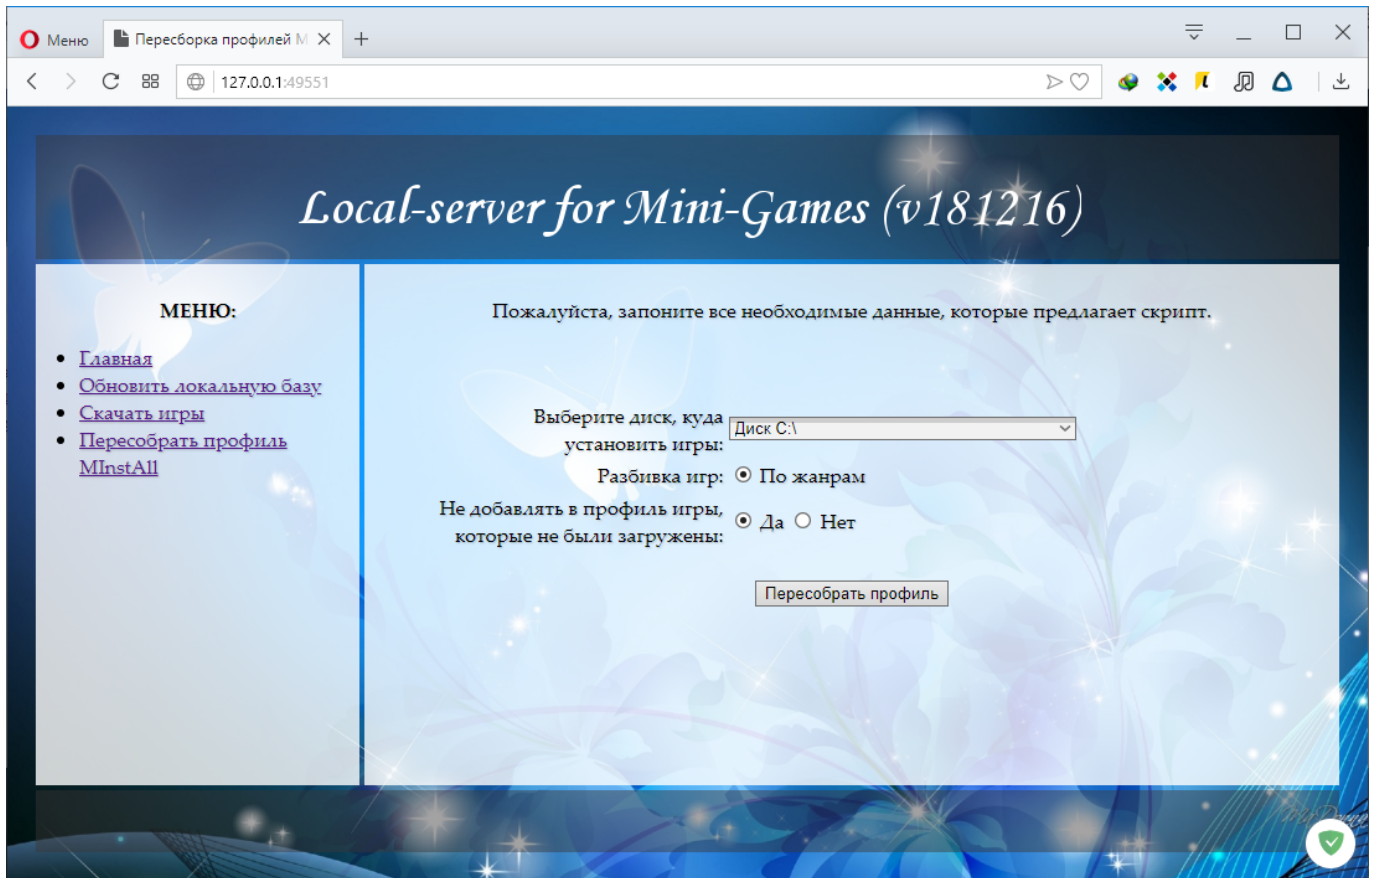 Меню
Пересборка профилей M
127.0.0.1:49551
Local-server for Mini-Games (v181216)
МЕНЮ:
Главная
Обновить локальную базу
Скачать игры
Пересобрать профиль
MInstAll
Пожалуйста, запоните все необходимые данные, которые предлагает скрипт.
Выберите диск, куда
установить игры:
Диск C:\
Разбивка игр:
По жанрам
Не добавлять в профиль игры,
которые не были загружены:
Да
Нет
Пересобрать профиль